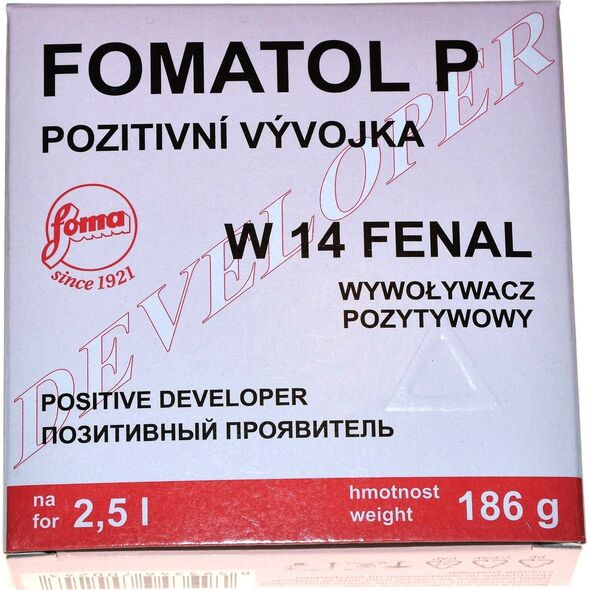 FOMATOL P
POZITIVNÍ VÝVOJKA
DEVELOPER
foma
since 1921
W 14 FENAL
WYWOŁYWACZ
POZYTYWOWY
POSITIVE DEVELOPER
ПОЗИТИВНЫЙ ПРОЯВИТЕЛЬ
na
for 2,5 l
hmotnost
weight 186 g